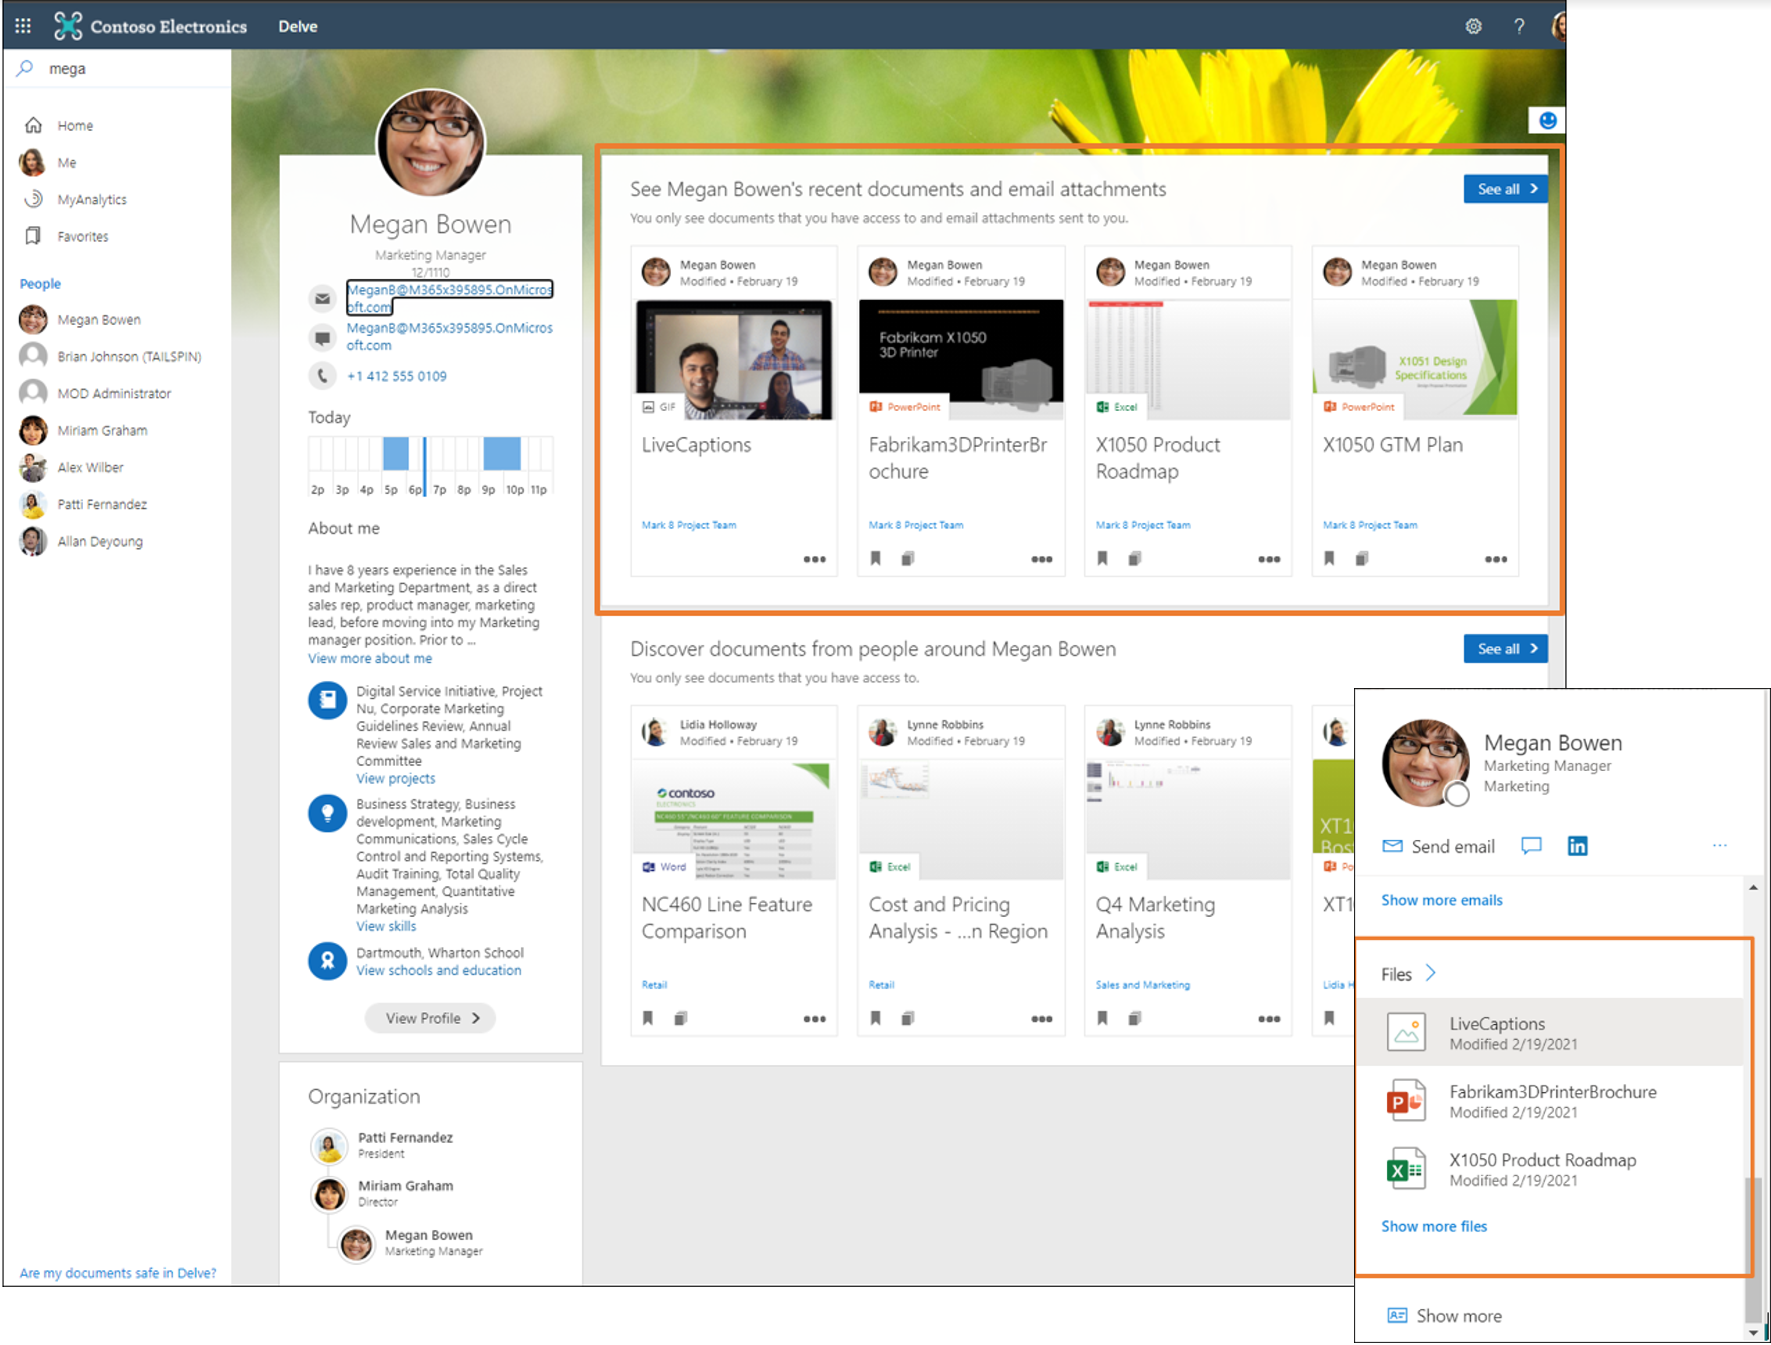 Contoso Electronics
Delve
?
mega
Home
Me
MyAnalytics
Favorites
People
Megan Bowen
Brian Johnson (TAILSPIN)
MOD Administrator
Miriam Graham
Alex Wilber
Patti Fernandez
Allan Deyoung
Are my documents safe in Delve?
Megan Bowen
Marketing Manager
12/1110
MeganB@M365x395895.OnMicros
oft.com
MeganB@M365x395895.OnMicros
oft.com
+1 412 555 0109
Today
2p 3p 4p 5p 6p 7p 8p 9p 10p 11p
About me
I have 8 years experience in the Sales
and Marketing Department, as a direct
sales rep, product manager, marketing
lead, before moving into my Marketing
manager position. Prior to ...
View more about me
Digital Service Initiative, Project
Nu, Corporate Marketing
Guidelines Review, Annual
Review Sales and Marketing
Committee
View projects
Business Strategy, Business
development, Marketing
Communications, Sales Cycle
Control and Reporting Systems,
Audit Training, Total Quality
Management, Quantitative
Marketing Analysis
View skills
Dartmouth, Wharton School
View schools and education
View Profile
Organization
Patti Fernandez
President
Miriam Graham
Director
Megan Bowen
Marketing Manager
See Megan Bowen's recent documents and email attachments
See all
You only see documents that you have access to and email attachments sent to you.
Megan Bowen
Modified • February 19
GIF
LiveCaptions
Mark 8 Project Team
Megan Bowen
Modified • February 19
Fabrikam X1050
3D Printer
PowerPoint
Fabrikam3DPrinterBr
ochure
Mark 8 Project Team
Megan Bowen
Modified • February 19
Excel
X1050 Product
Roadmap
Mark 8 Project Team
Megan Bowen
Modified • February 19
X1051 Design
Specifications
PowerPoint
X1050 GTM Plan
Mark 8 Project Team
Discover documents from people around Megan Bowen
See all
You only see documents that you have access to.
Lidia Holloway
Modified • February 19
contoso
ELECTRONICS
NC460 55"/NC463 60" FEATURE COMPARISON
Word
NC460 Line Feature
Comparison
Retail
Lynne Robbins
Modified • February 19
Excel
Cost and Pricing
Analysis - ...n Region
Retail
Lynne Robbins
Modified • February 19
Excel
Q4 Marketing
Analysis
Sales and Marketing
XT1
Bos
Po
XT1
Lidia H
Megan Bowen
Marketing Manager
Marketing
Send email
Show more emails
Files
LiveCaptions
Modified 2/19/2021
Fabrikam3DPrinterBrochure
Modified 2/19/2021
X1050 Product Roadmap
Modified 2/19/2021
Show more files
Show more